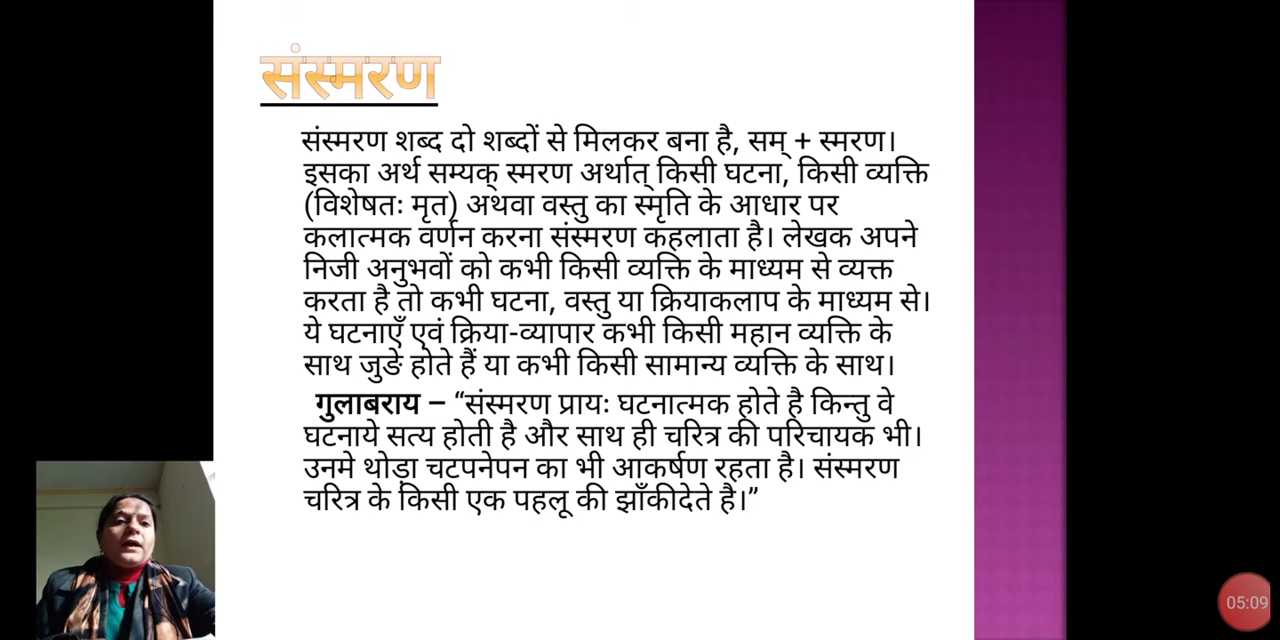 संस्मरण
संस्मरण शब्द दो शब्दों से मिलकर बना है, सम् + स्मरण।
इसका अर्थ सम्यक् स्मरण अर्थात् किसी घटना, किसी व्यक्ति
(विशेषतः मृत) अथवा वस्तु का स्मृति के आधार पर
कलात्मक वर्णन करना संस्मरण कहलाता है। लेखक अपने
निजी अनुभवों को कभी किसी व्यक्ति के माध्यम से व्यक्त
करता है तो कभी घटना, वस्तु या क्रियाकलाप के माध्यम से।
ये घटनाएँ एवं क्रिया-व्यापार कभी किसी महान व्यक्ति के
साथ जुङे होते हैं या कभी किसी सामान्य व्यक्ति के साथ।
गुलाबराय – “संस्मरण प्रायः घटनात्मक होते है किन्तु वे
घटनाये सत्य होती है और साथ ही चरित्र की परिचायक भी।
उनमे थोड़ा चटपनेपन का भी आकर्षण रहता है। संस्मरण
चरित्र के किसी एक पहलू की झाँकीदेते है।”
05:09